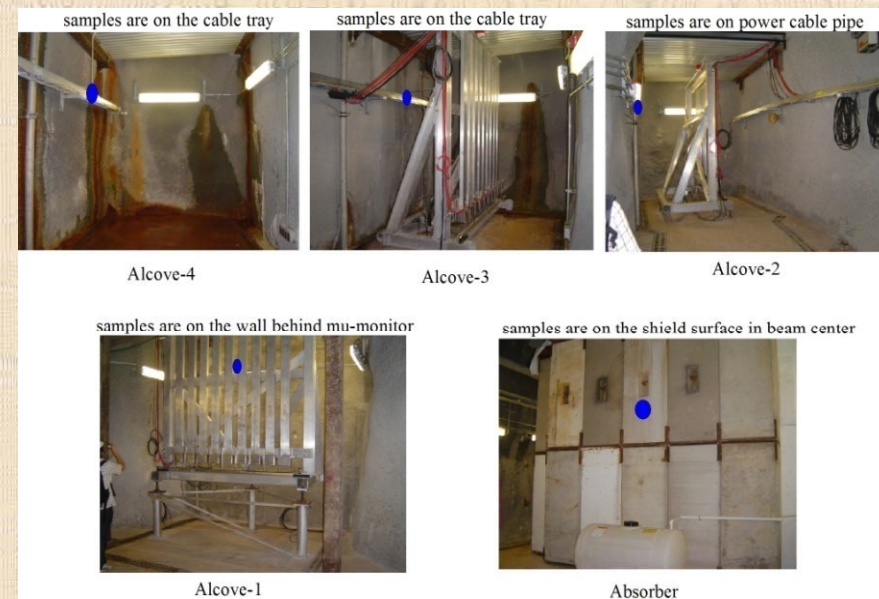 samples are on the cable tray
samples are on the cable tray
samples are on power cable pipe
Alcove-4
Alcove-3
Alcove-2
samples are on the wall behind mu-monitor
samples are on the shield surface in beam center
Alcove-1
Absorber